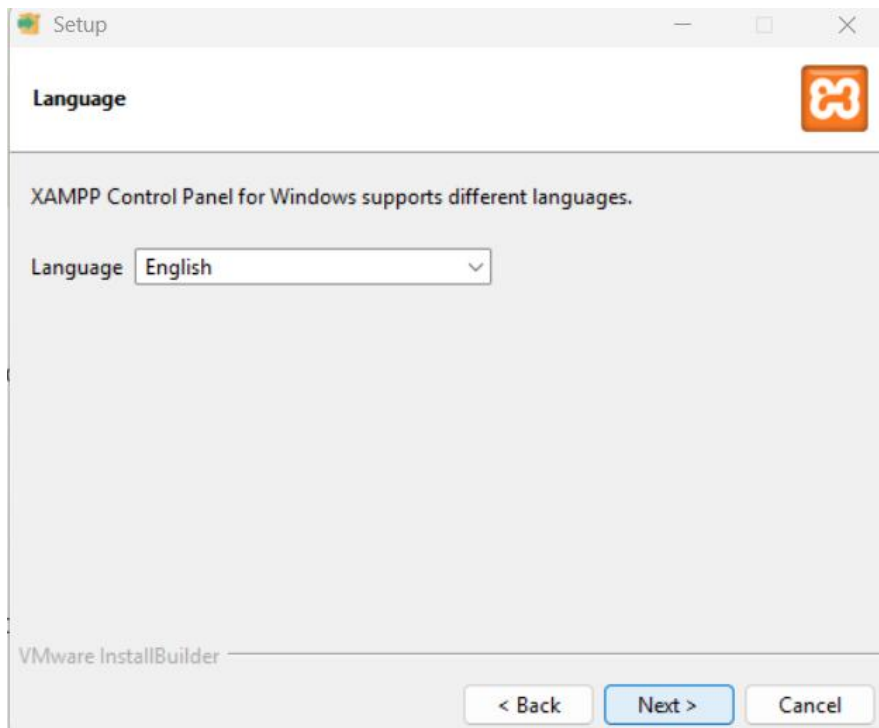 Setup
Language
XAMPP Control Panel for Windows supports different languages.
Language English
VMware InstallBuilder
< Back Next > Cancel